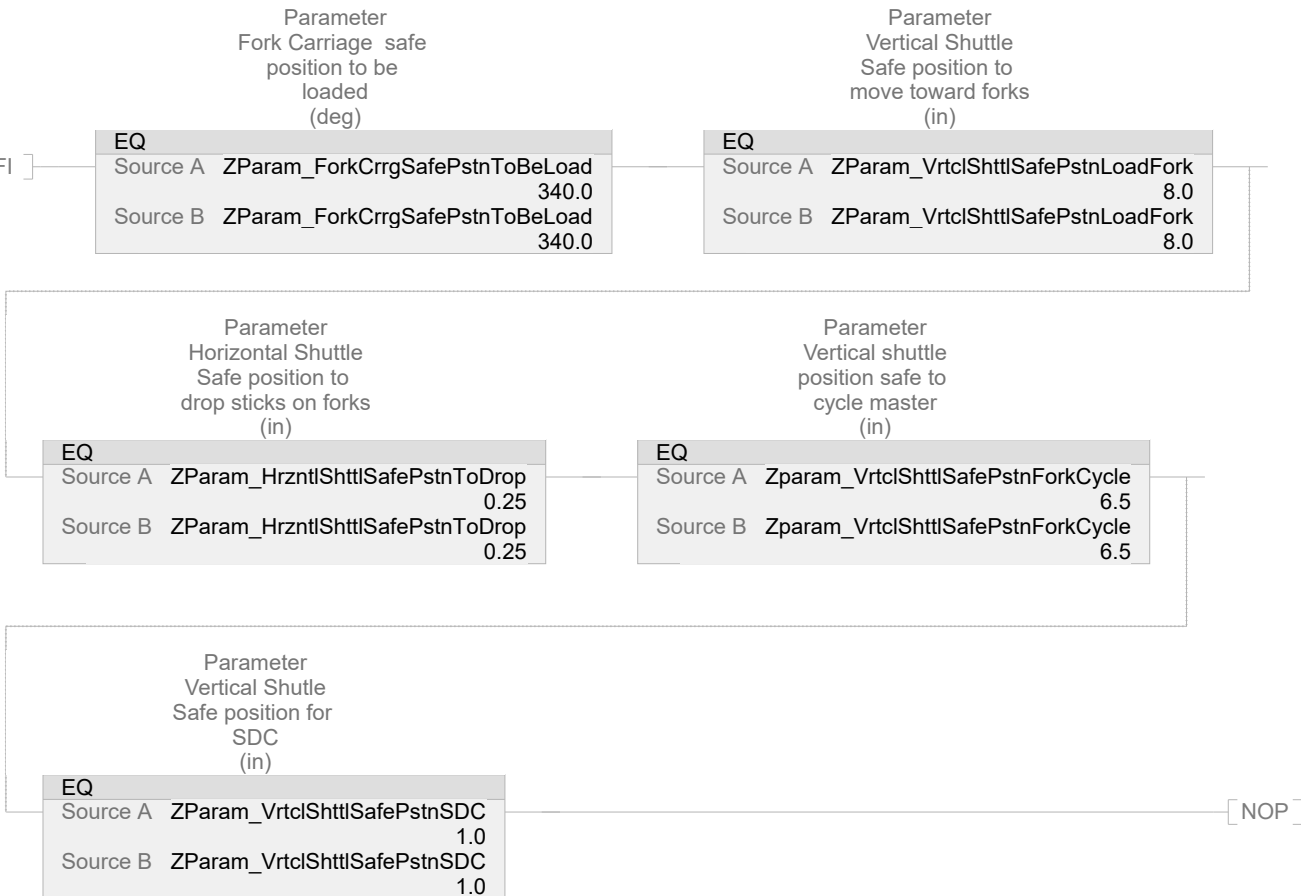 Parameter
Fork Carriage  safe
position to be
loaded
(deg)
Parameter
Vertical Shuttle
Safe position to
move toward forks
(in)
FI
EQ
Source A ZParam_ForkCrrgSafePstnToBeLoad
340.0
Source B ZParam_ForkCrrgSafePstnToBeLoad
340.0
EQ
Source A ZParam_VrtclShttlSafePstnLoadFork
8.0
Source B ZParam_VrtclShttlSafePstnLoadFork
8.0
Parameter
Horizontal Shuttle
Safe position to
drop sticks on forks
(in)
Parameter
Vertical shuttle
position safe to
cycle master
(in)
EQ
Source A ZParam_HrzntlShttlSafePstnToDrop
0.25
Source B ZParam_HrzntlShttlSafePstnToDrop
0.25
EQ
Source A Zparam_VrtclShttlSafePstnForkCycle
6.5
Source B Zparam_VrtclShttlSafePstnForkCycle
6.5
Parameter
Vertical Shutle
Safe position for
SDC
(in)
EQ
Source A ZParam_VrtclShttlSafePstnSDC
1.0
Source B ZParam_VrtclShttlSafePstnSDC
1.0
NOP